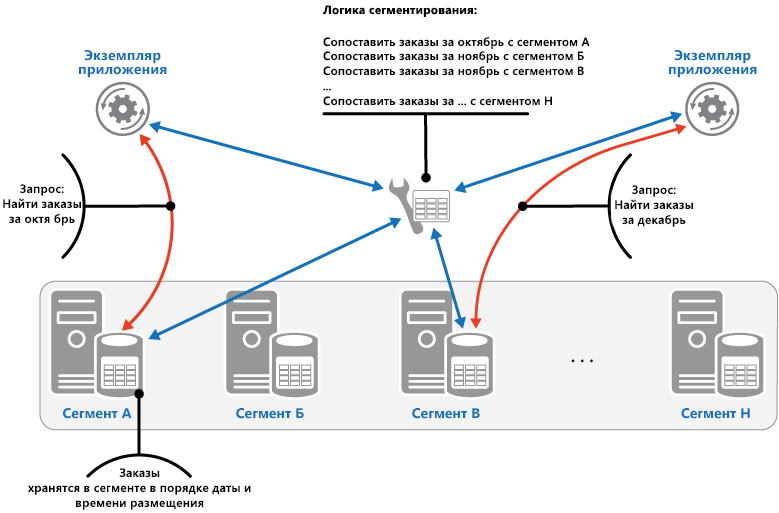 Логика сегментирования:
Сопоставить заказы за октябрь с сегментом А
Сопоставить заказы за ноябрь с сегментом Б
Сопоставить заказы за ноябрь с сегментом В
...
Сопоставить заказы за ... с сегментом Н
Экземпляр
приложения
Экземпляр
приложения
Запрос:
Найти заказы
за октя брь
Запрос:
Найти заказы
за декабрь
Сегмент А
Сегмент Б
Сегмент В
. . .
Сегмент Н
Заказы
хранятся в сегменте в порядке даты и
времени размещения